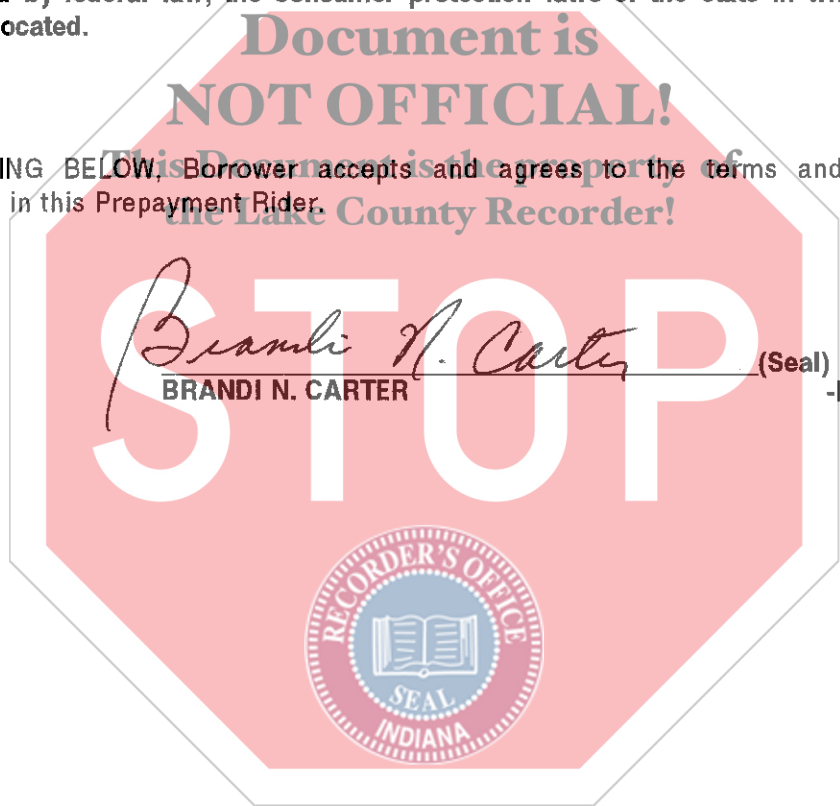 by federal law, the consumer protection laws of the state in
ocated.
Document is
NOT OFFICIAL!
This Document is the property of
ING BELOW, Borrower accepts and agrees to the terms and
in this Prepayment Rider.
the Lake County Recorder!
STOP
Brandi N. Carter
(Seal)
BRANDI N. CARTER
RECORDER'S OFFICE
SEAL
INDIANA